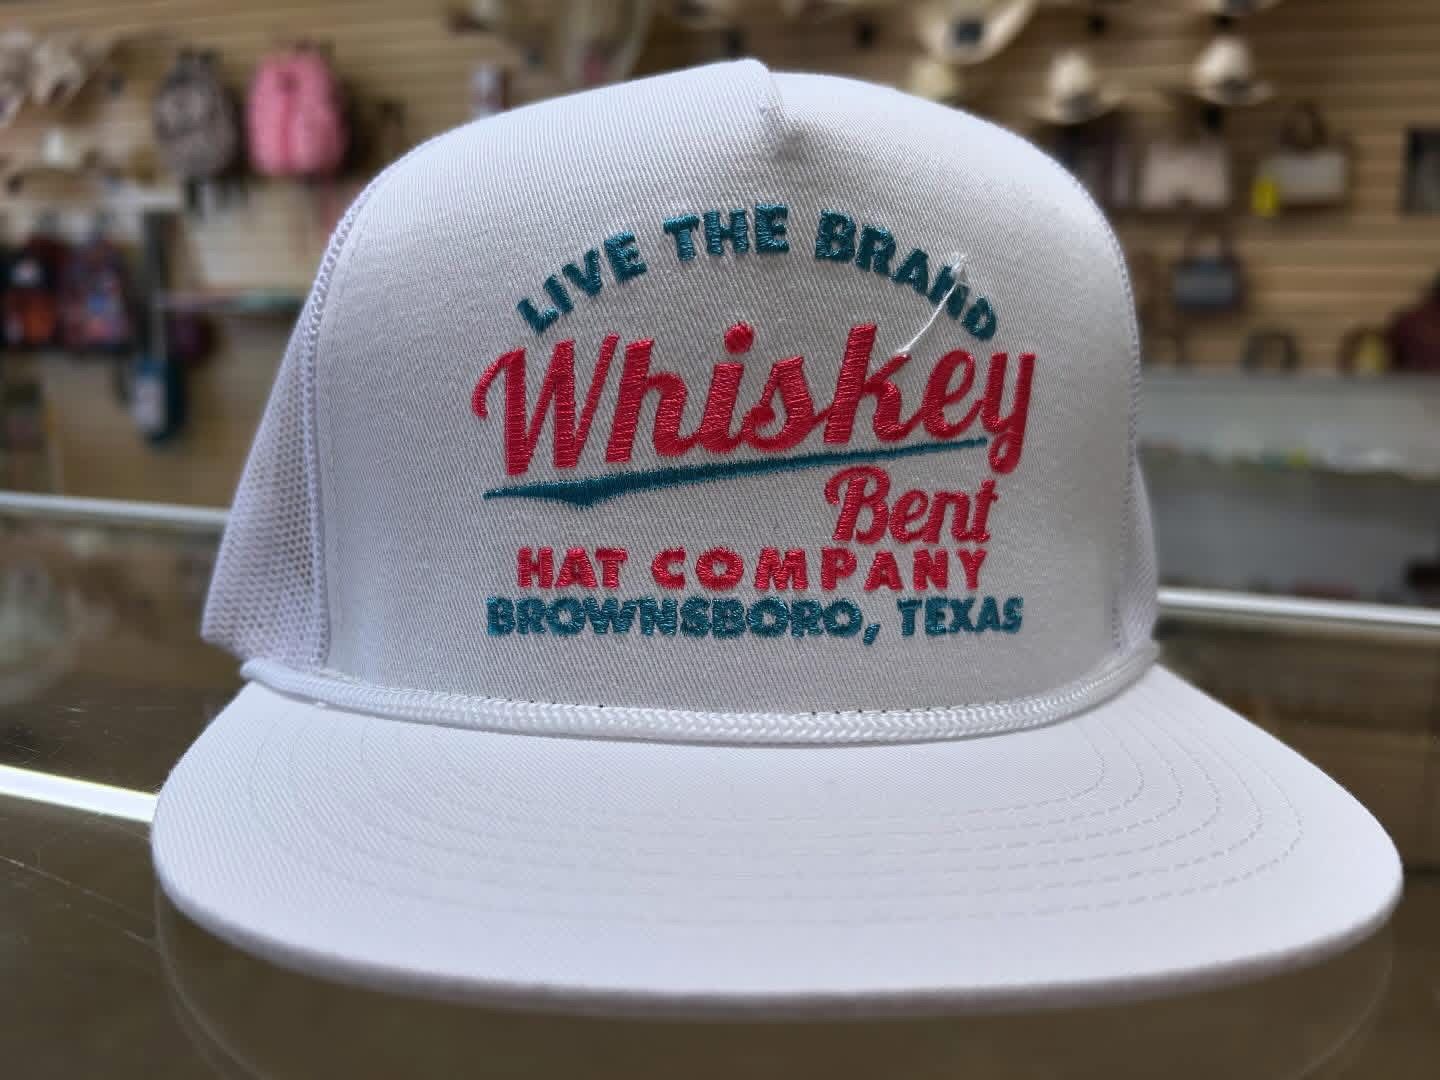 LIVE THE BRAND
Whiskey
Bent
HAT COMPANY
BROWNSBORO, TEXAS